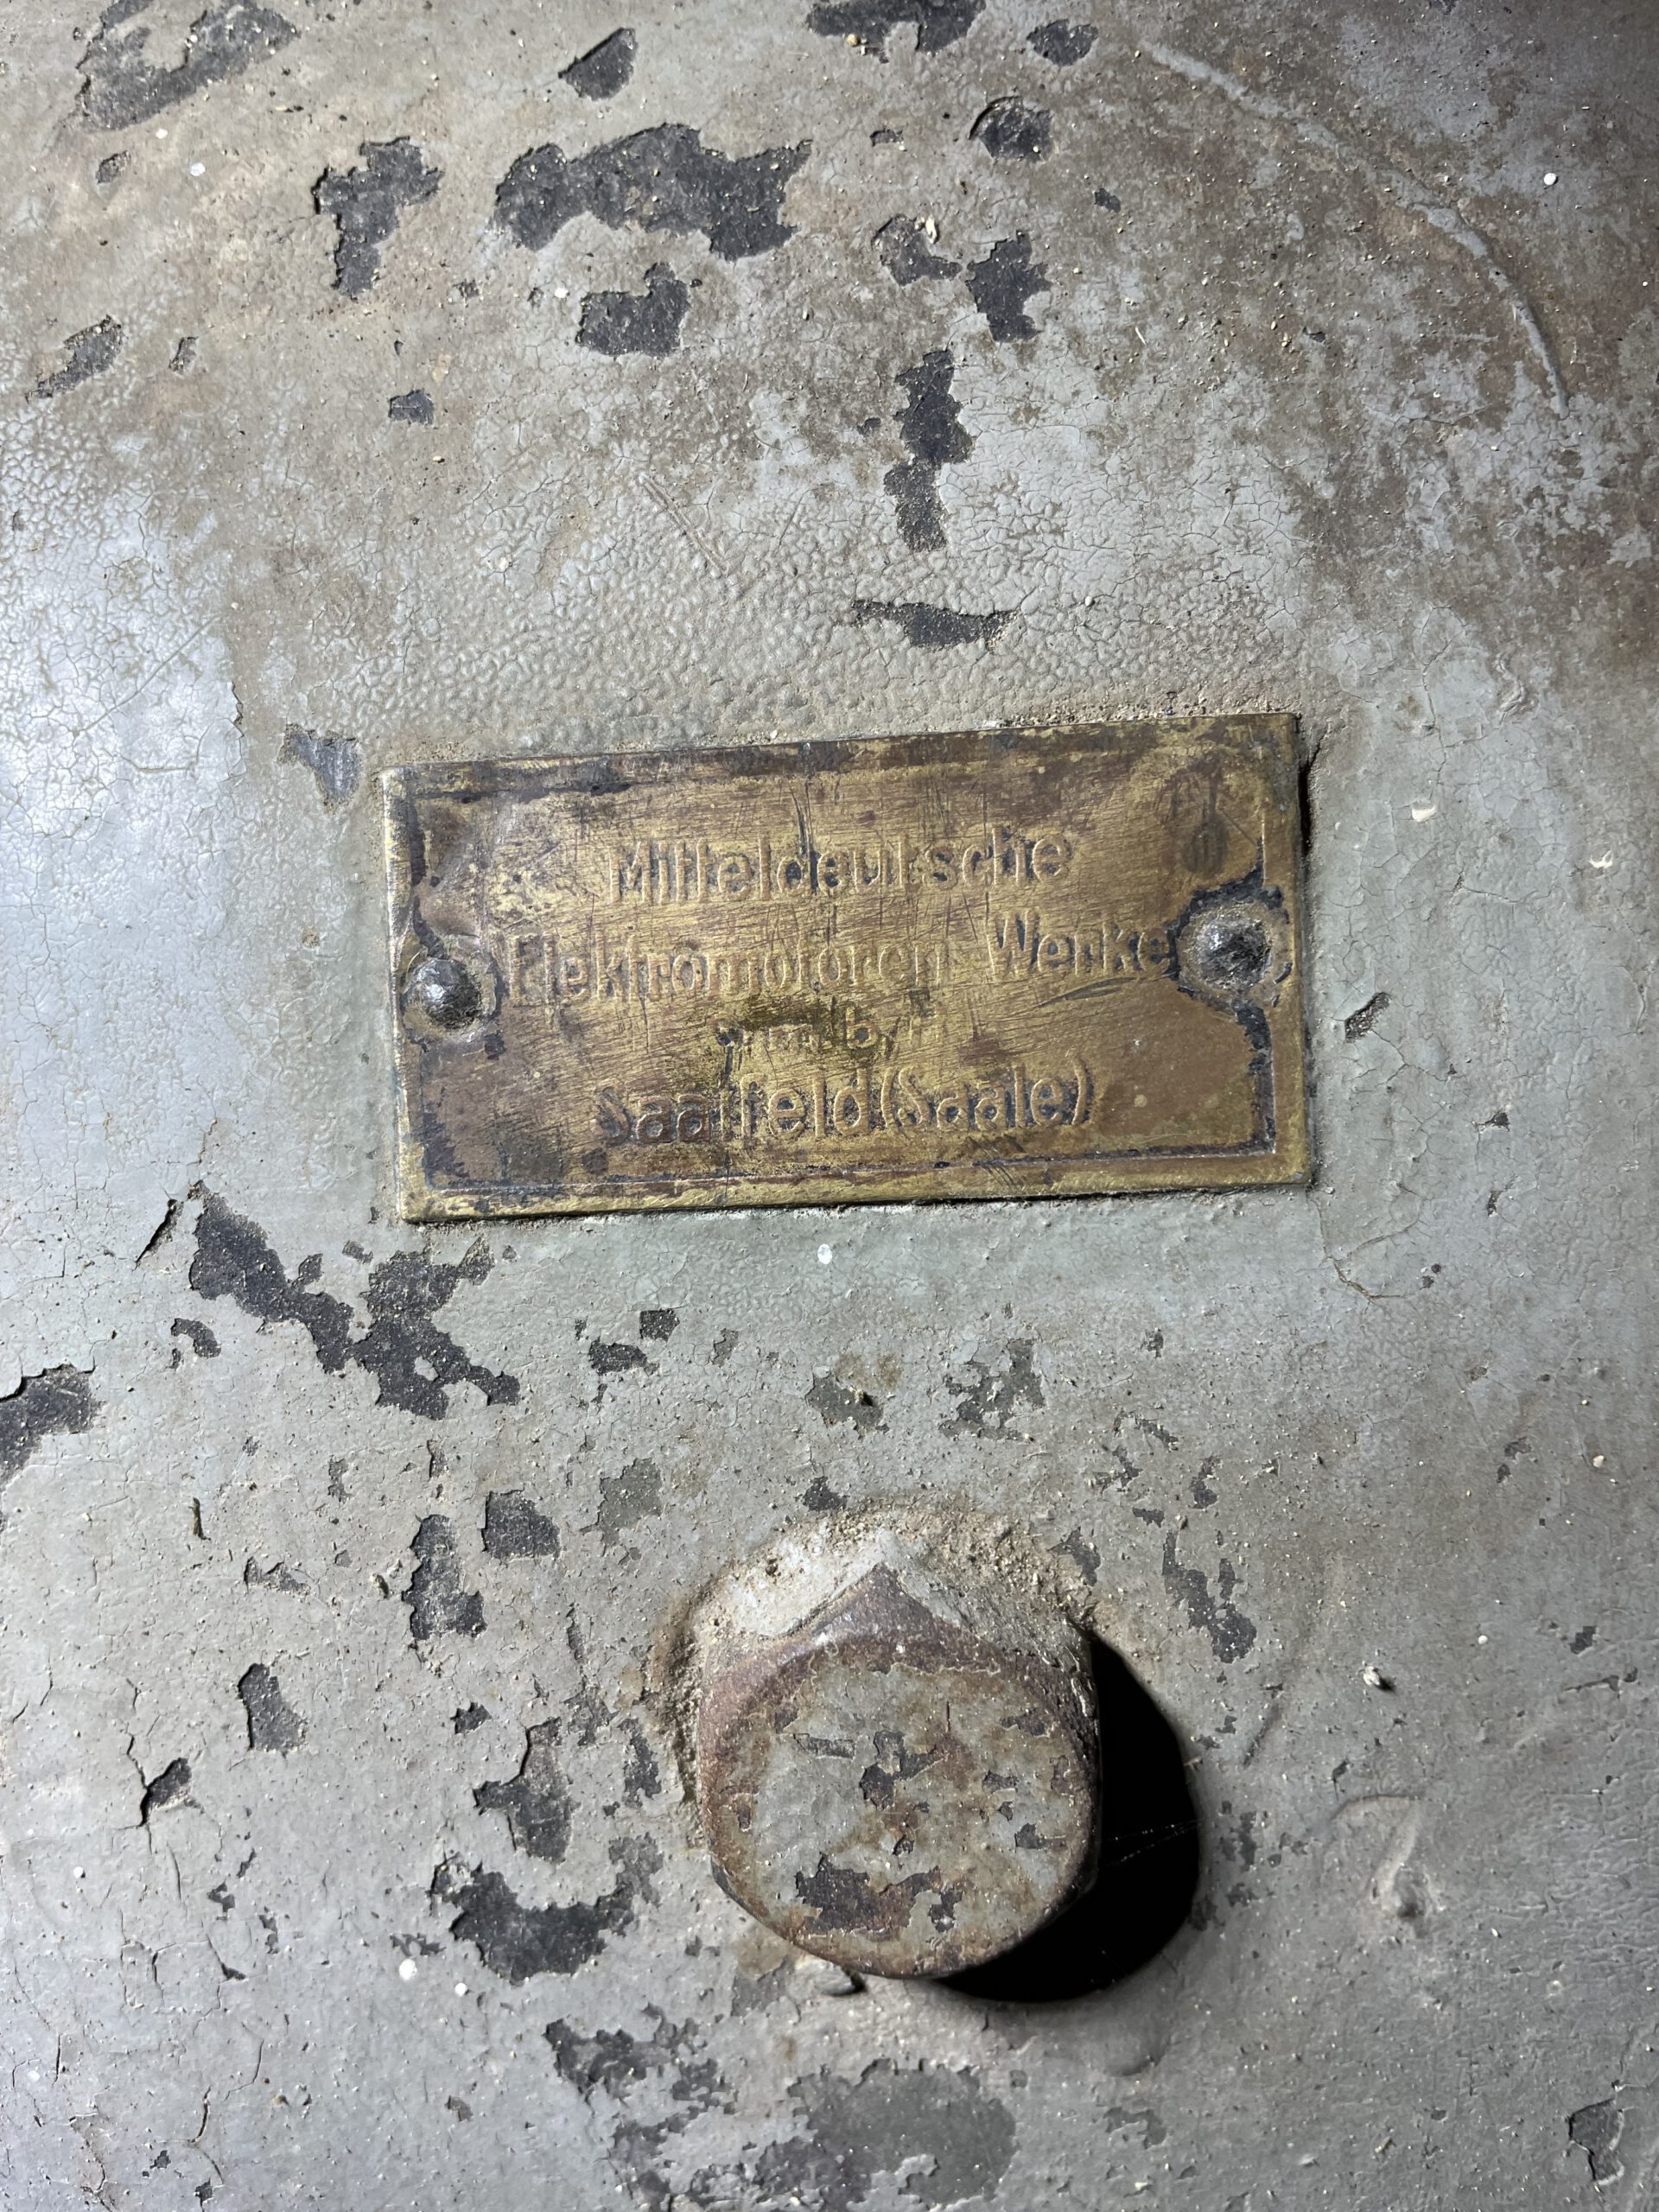 Mitteldeutsche
Elektromotoren Werke
m. b. H.
Saalfeld (Saale)